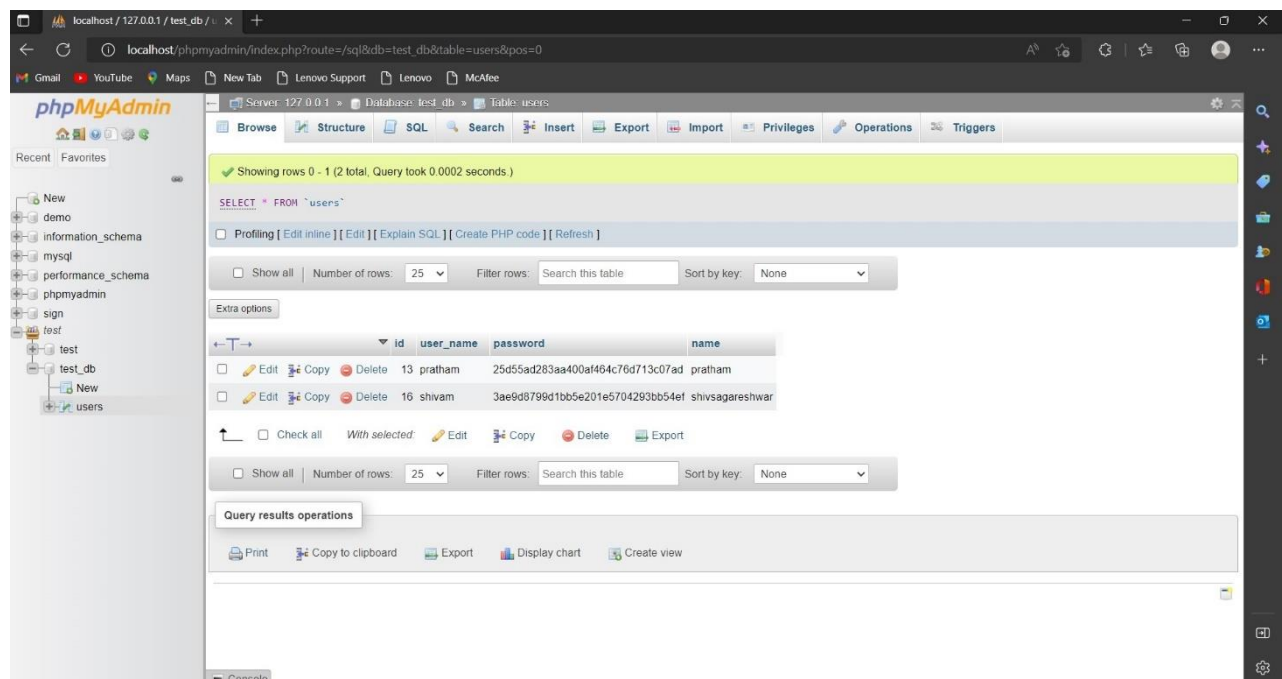 localhost / 127.0.0.1 / test_db / u
localhost/phpmyadmin/index.php?route=/sql&db=test_db&table=users&pos=0
Gmail YouTube Maps New Tab Lenovo Support Lenovo McAfee
phpMyAdmin
Recent Favorites
New
demo
information_schema
mysql
performance_schema
phpmyadmin
sign
test
test
test_db
New
users
Server: 127.0.0.1 » Database: test_db » Table: users
Browse Structure SQL Search Insert Export Import Privileges Operations Triggers
Showing rows 0 - 1 (2 total, Query took 0.0002 seconds.)
SELECT * FROM `users`
Profiling [ Edit inline ] [ Edit ] [ Explain SQL ] [ Create PHP code ] [ Refresh ]
Show all | Number of rows: 25 Filter rows: Search this table Sort by key: None
Extra options
←T→ id user_name password name
Edit Copy Delete 13 pratham 25d55ad283aa400af464c76d713c07ad pratham
Edit Copy Delete 16 shivam 3ae9d8799d1bb5e201e5704293bb54ef shivsagareshwar
Check all With selected: Edit Copy Delete Export
Show all | Number of rows: 25 Filter rows: Search this table Sort by key: None
Query results operations
Print Copy to clipboard Export Display chart Create view
Console